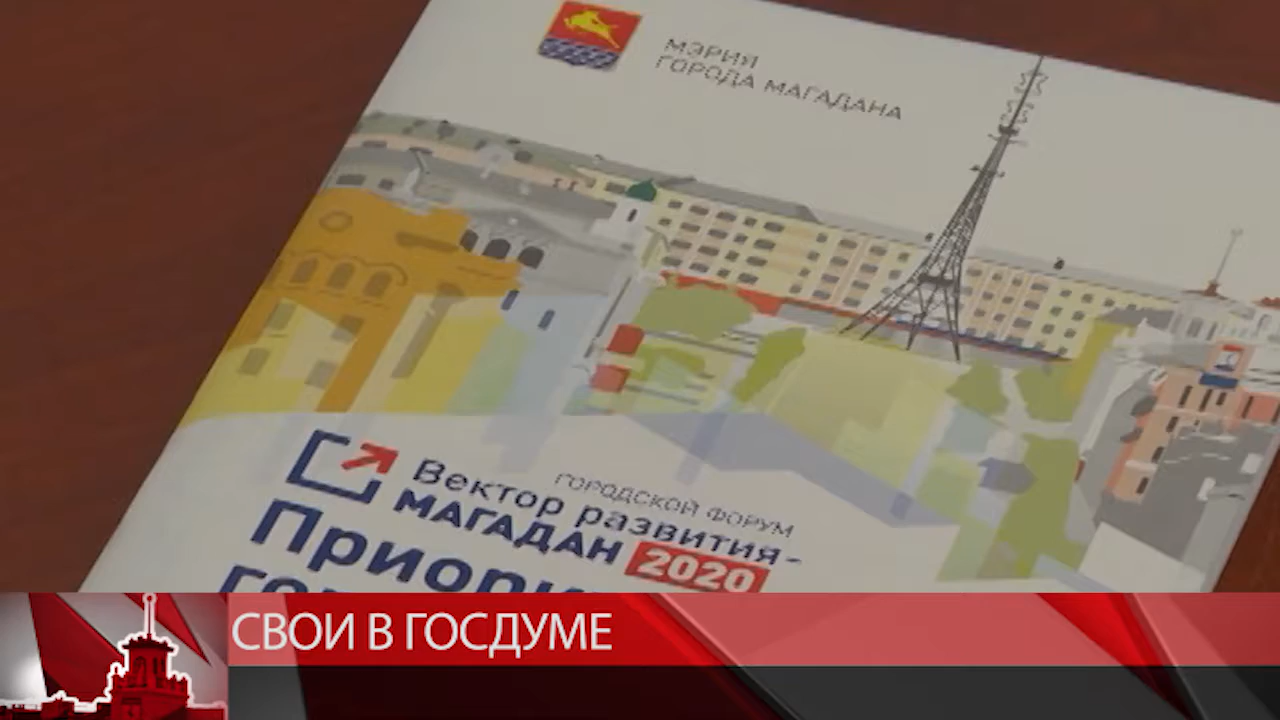 МЭРИЯ
ГОРОДА МАГАДАНА
ГОРОДСКОЙ ФОРУМ
Вектор развития-
МАГАДАН 2020
СВОИ В ГОСДУМЕ